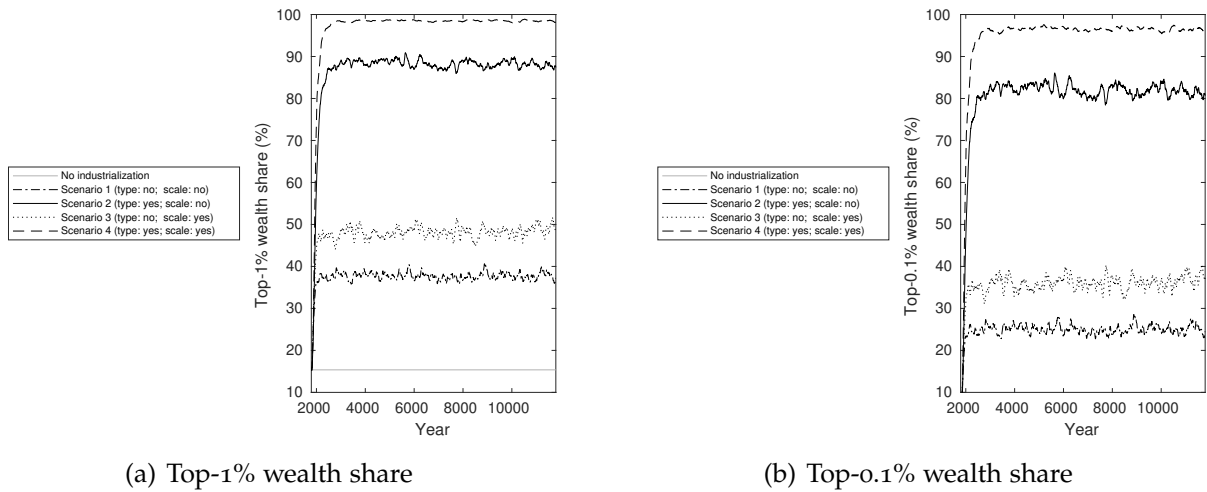 No industrialization
Scenario 1 (type: no; scale: no)
Scenario 2 (type: yes; scale: no)
Scenario 3 (type: no; scale: yes)
Scenario 4 (type: yes; scale: yes)
Top-1% wealth share (%)
100
90
80
70
60
50
40
30
20
10
2000 4000 6000 8000 10000
Year
(a) Top-1% wealth share
No industrialization
Scenario 1 (type: no; scale: no)
Scenario 2 (type: yes; scale: no)
Scenario 3 (type: no; scale: yes)
Scenario 4 (type: yes; scale: yes)
Top-0.1% wealth share (%)
100
90
80
70
60
50
40
30
20
10
2000 4000 6000 8000 10000
Year
(b) Top-0.1% wealth share